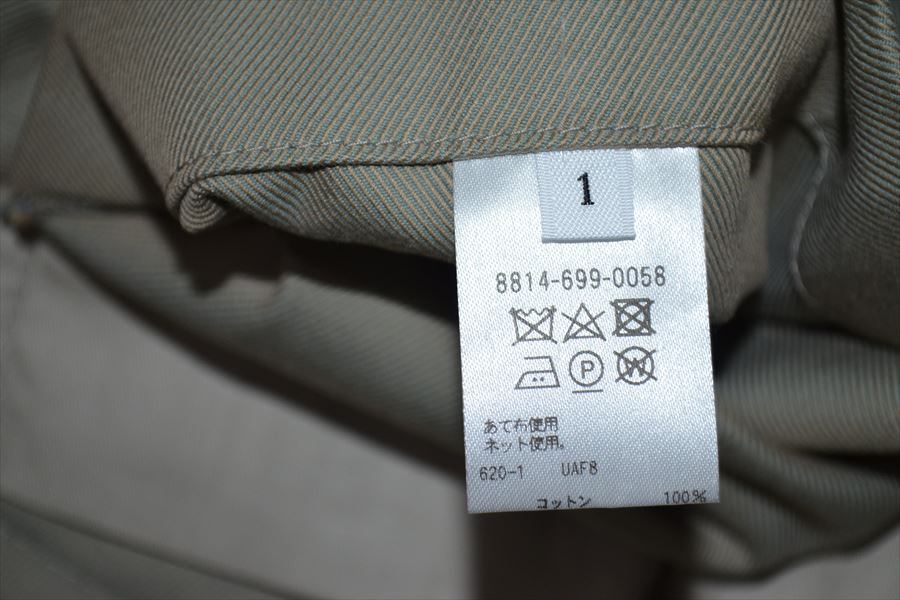 1
8814-699-0058
P
W
あて布使用
ネット使用。
620-1 UAF8
コットン 100%